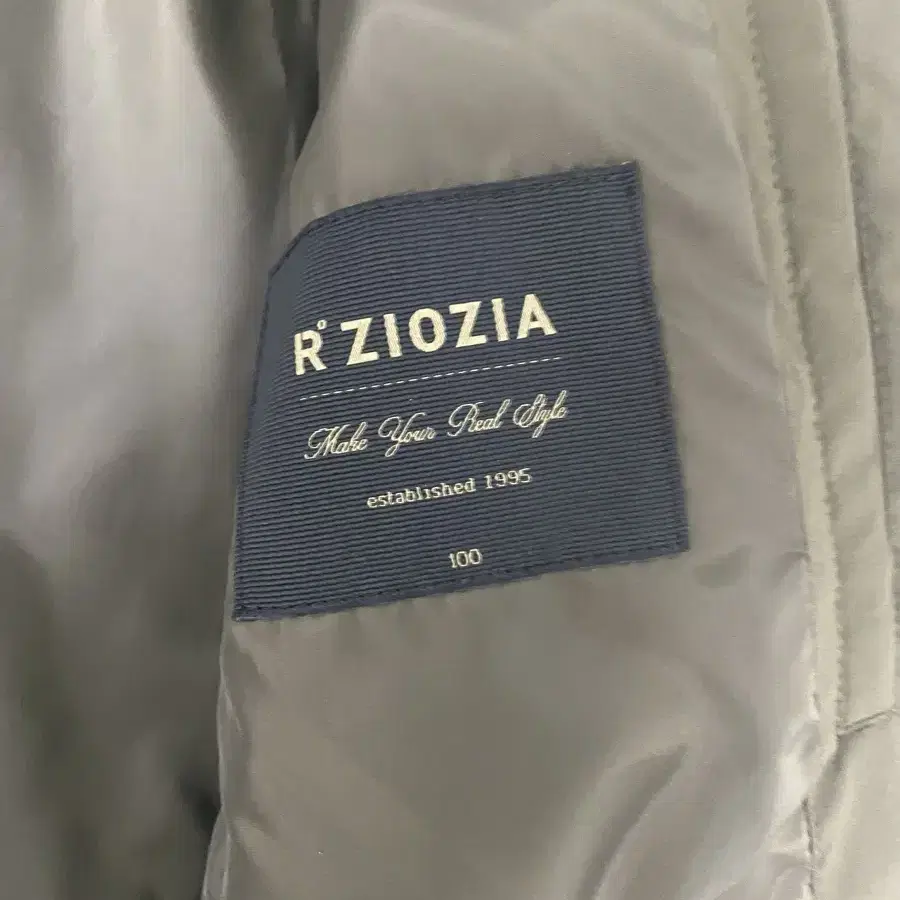 R° ZIOZIA
Make Your Real Style
established 1995
100